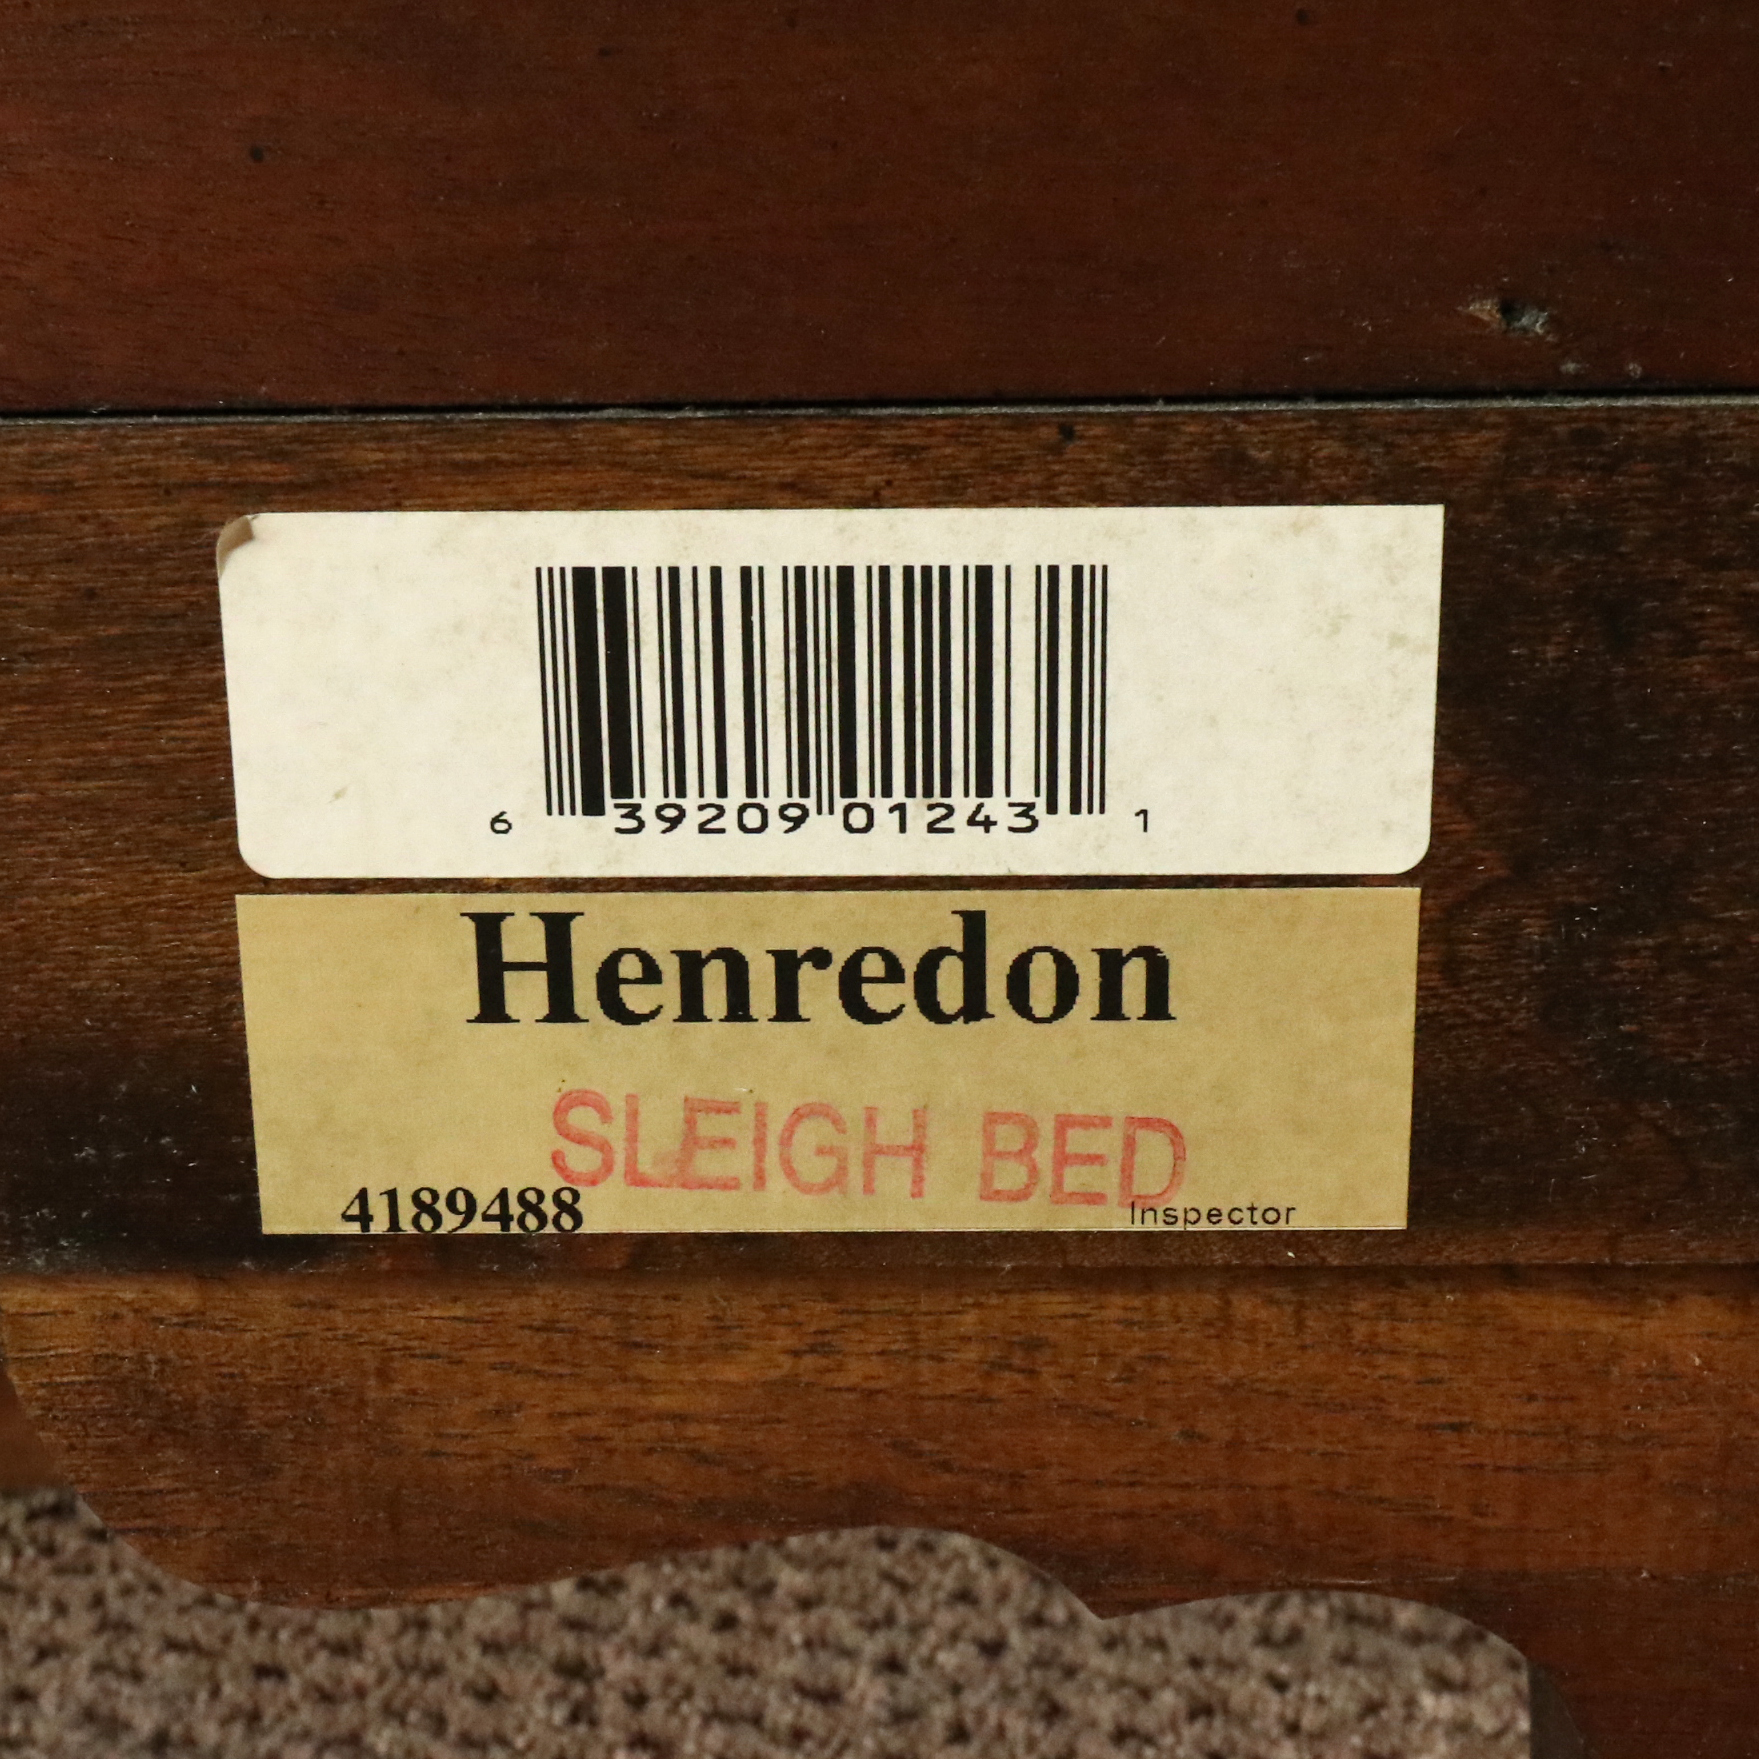 6 39209 01243 1
Henredon
SLEIGH BED
4189488 Inspector